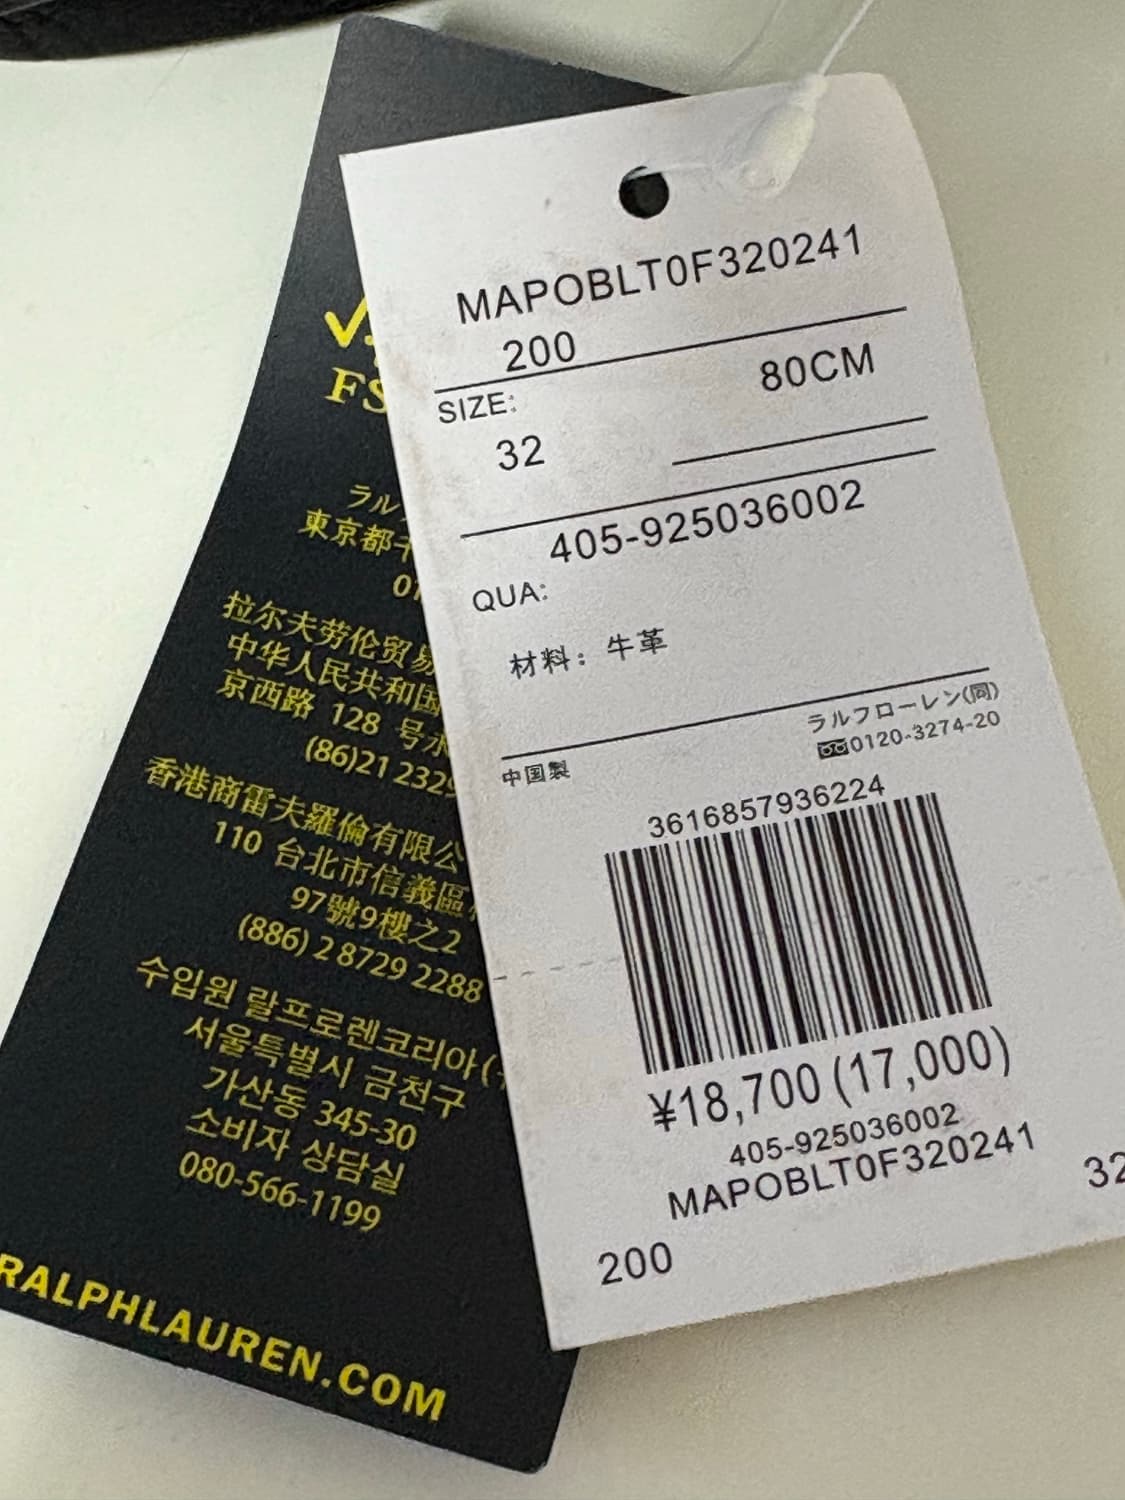 MAPOBLT0F320241
200
SIZE:
80CM
32
405-925036002
QUA:
材料: 牛革
ラルフローレン(同)
0120-3274-20
中国製
3616857936224
¥18,700 (17,000)
405-925036002
MAPOBLT0F320241
32
200
FS
ラル
東京都千
拉尔夫劳伦贸易
中华人民共和国
京西路 128 号
(86)21 232
香港商雷夫羅倫有限公
110 台北市信義區
97號9樓之2
(886) 2 8729 2288
수입원 랄프로렌코리아(
서울특별시 금천구
가산동 345-30
소비자 상담실
080-566-1199
RALPHLAUREN.COM